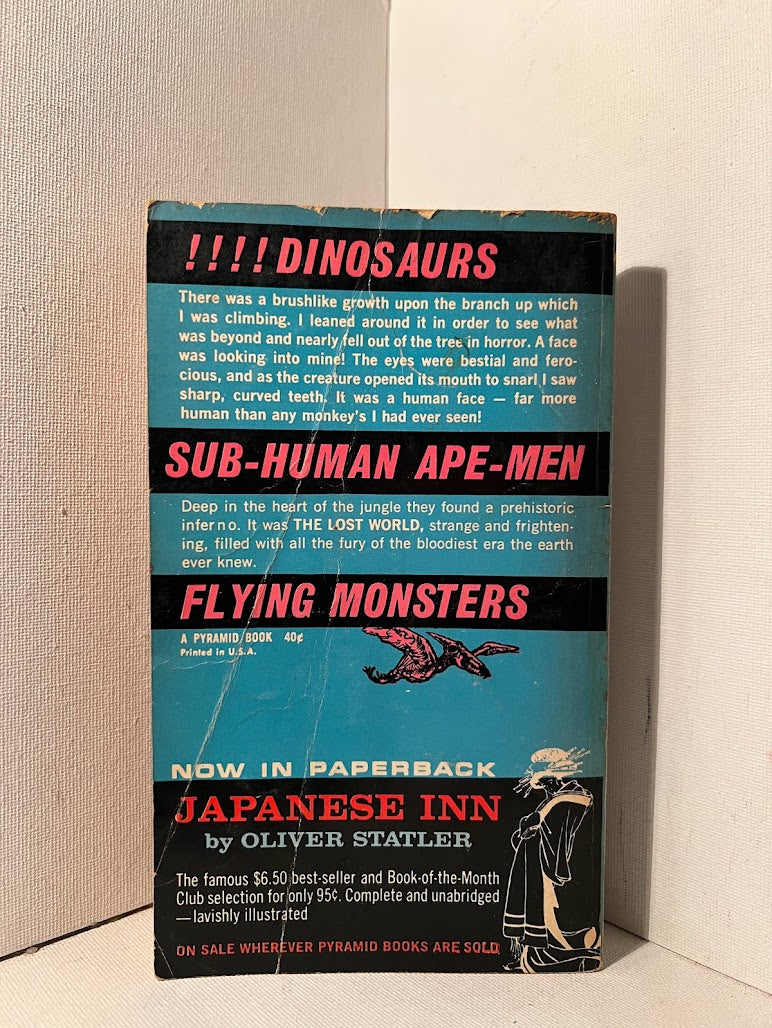 !!!! DINOSAURS
There was a brushlike growth upon the branch up which
I was climbing. I leaned around it in order to see what
was beyond and nearly fell out of the tree in horror. A face
was looking into mine! The eyes were bestial and fero-
cious, and as the creature opened its mouth to snarl I saw
sharp, curved teeth. It was a human face — far more
human than any monkey's I had ever seen!
SUB-HUMAN APE-MEN
Deep in the heart of the jungle they found a prehistoric
inferno. It was THE LOST WORLD, strange and frighten-
ing, filled with all the fury of the bloodiest era the earth
ever knew.
FLYING MONSTERS
A PYRAMID BOOK 40¢
Printed in U.S.A.
NOW IN PAPERBACK
JAPANESE INN
by OLIVER STATLER
The famous $6.50 best-seller and Book-of-the-Month
Club selection for only 95¢. Complete and unabridged
—lavishly illustrated
ON SALE WHEREVER PYRAMID BOOKS ARE SOLD